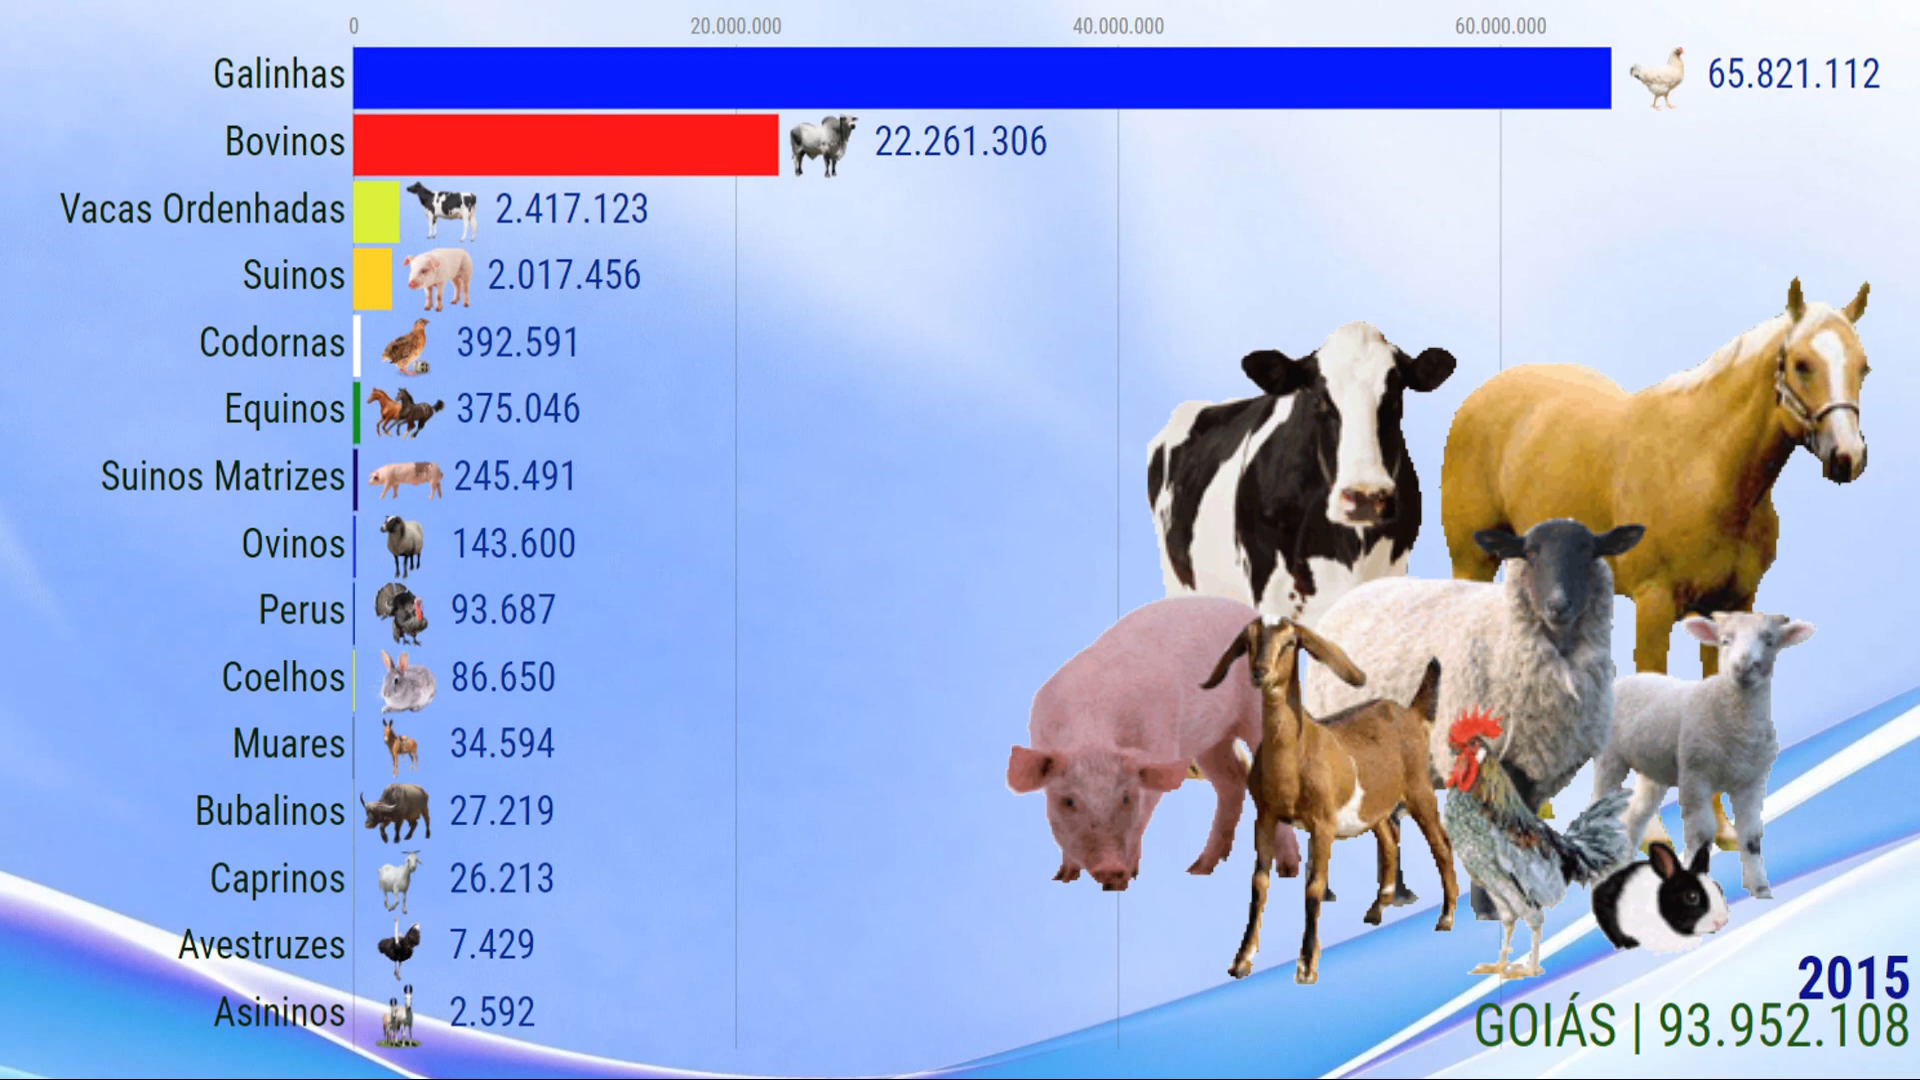 0 20.000.000 40.000.000 60.000.000
Galinhas 65.821.112
Bovinos 22.261.306
Vacas Ordenhadas 2.417.123
Suinos 2.017.456
Codornas 392.591
Equinos 375.046
Suinos Matrizes 245.491
Ovinos 143.600
Perus 93.687
Coelhos 86.650
Muares 34.594
Bubalinos 27.219
Caprinos 26.213
Avestruzes 7.429
Asininos 2.592
2015
GOIÁS | 93.952.108